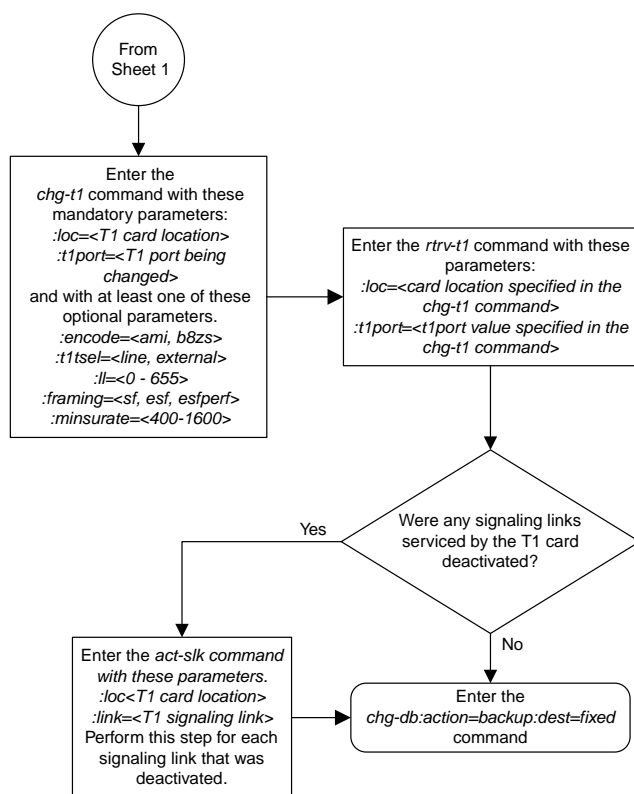 From
Sheet 1
Enter the
chg-t1 command with these
mandatory parameters:
:loc=<T1 card location>
:t1port=<T1 port being
changed>
and with at least one of these
optional parameters.
:encode=<ami, b8zs>
:t1tsel=<line, external>
:ll=<0 - 655>
:framing=<sf, esf, esfperf>
:minsurate=<400-1600>
Enter the rtrv-t1 command with these
parameters:
:loc=<card location specified in the
chg-t1 command>
:t1port=<t1port value specified in the
chg-t1 command>
Were any signaling links
serviced by the T1 card
deactivated?
Yes
No
Enter the act-slk command
with these parameters.
:loc<T1 card location>
:link=<T1 signaling link>
Perform this step for each
signaling link that was
deactivated.
Enter the
chg-db:action=backup:dest=fixed
command